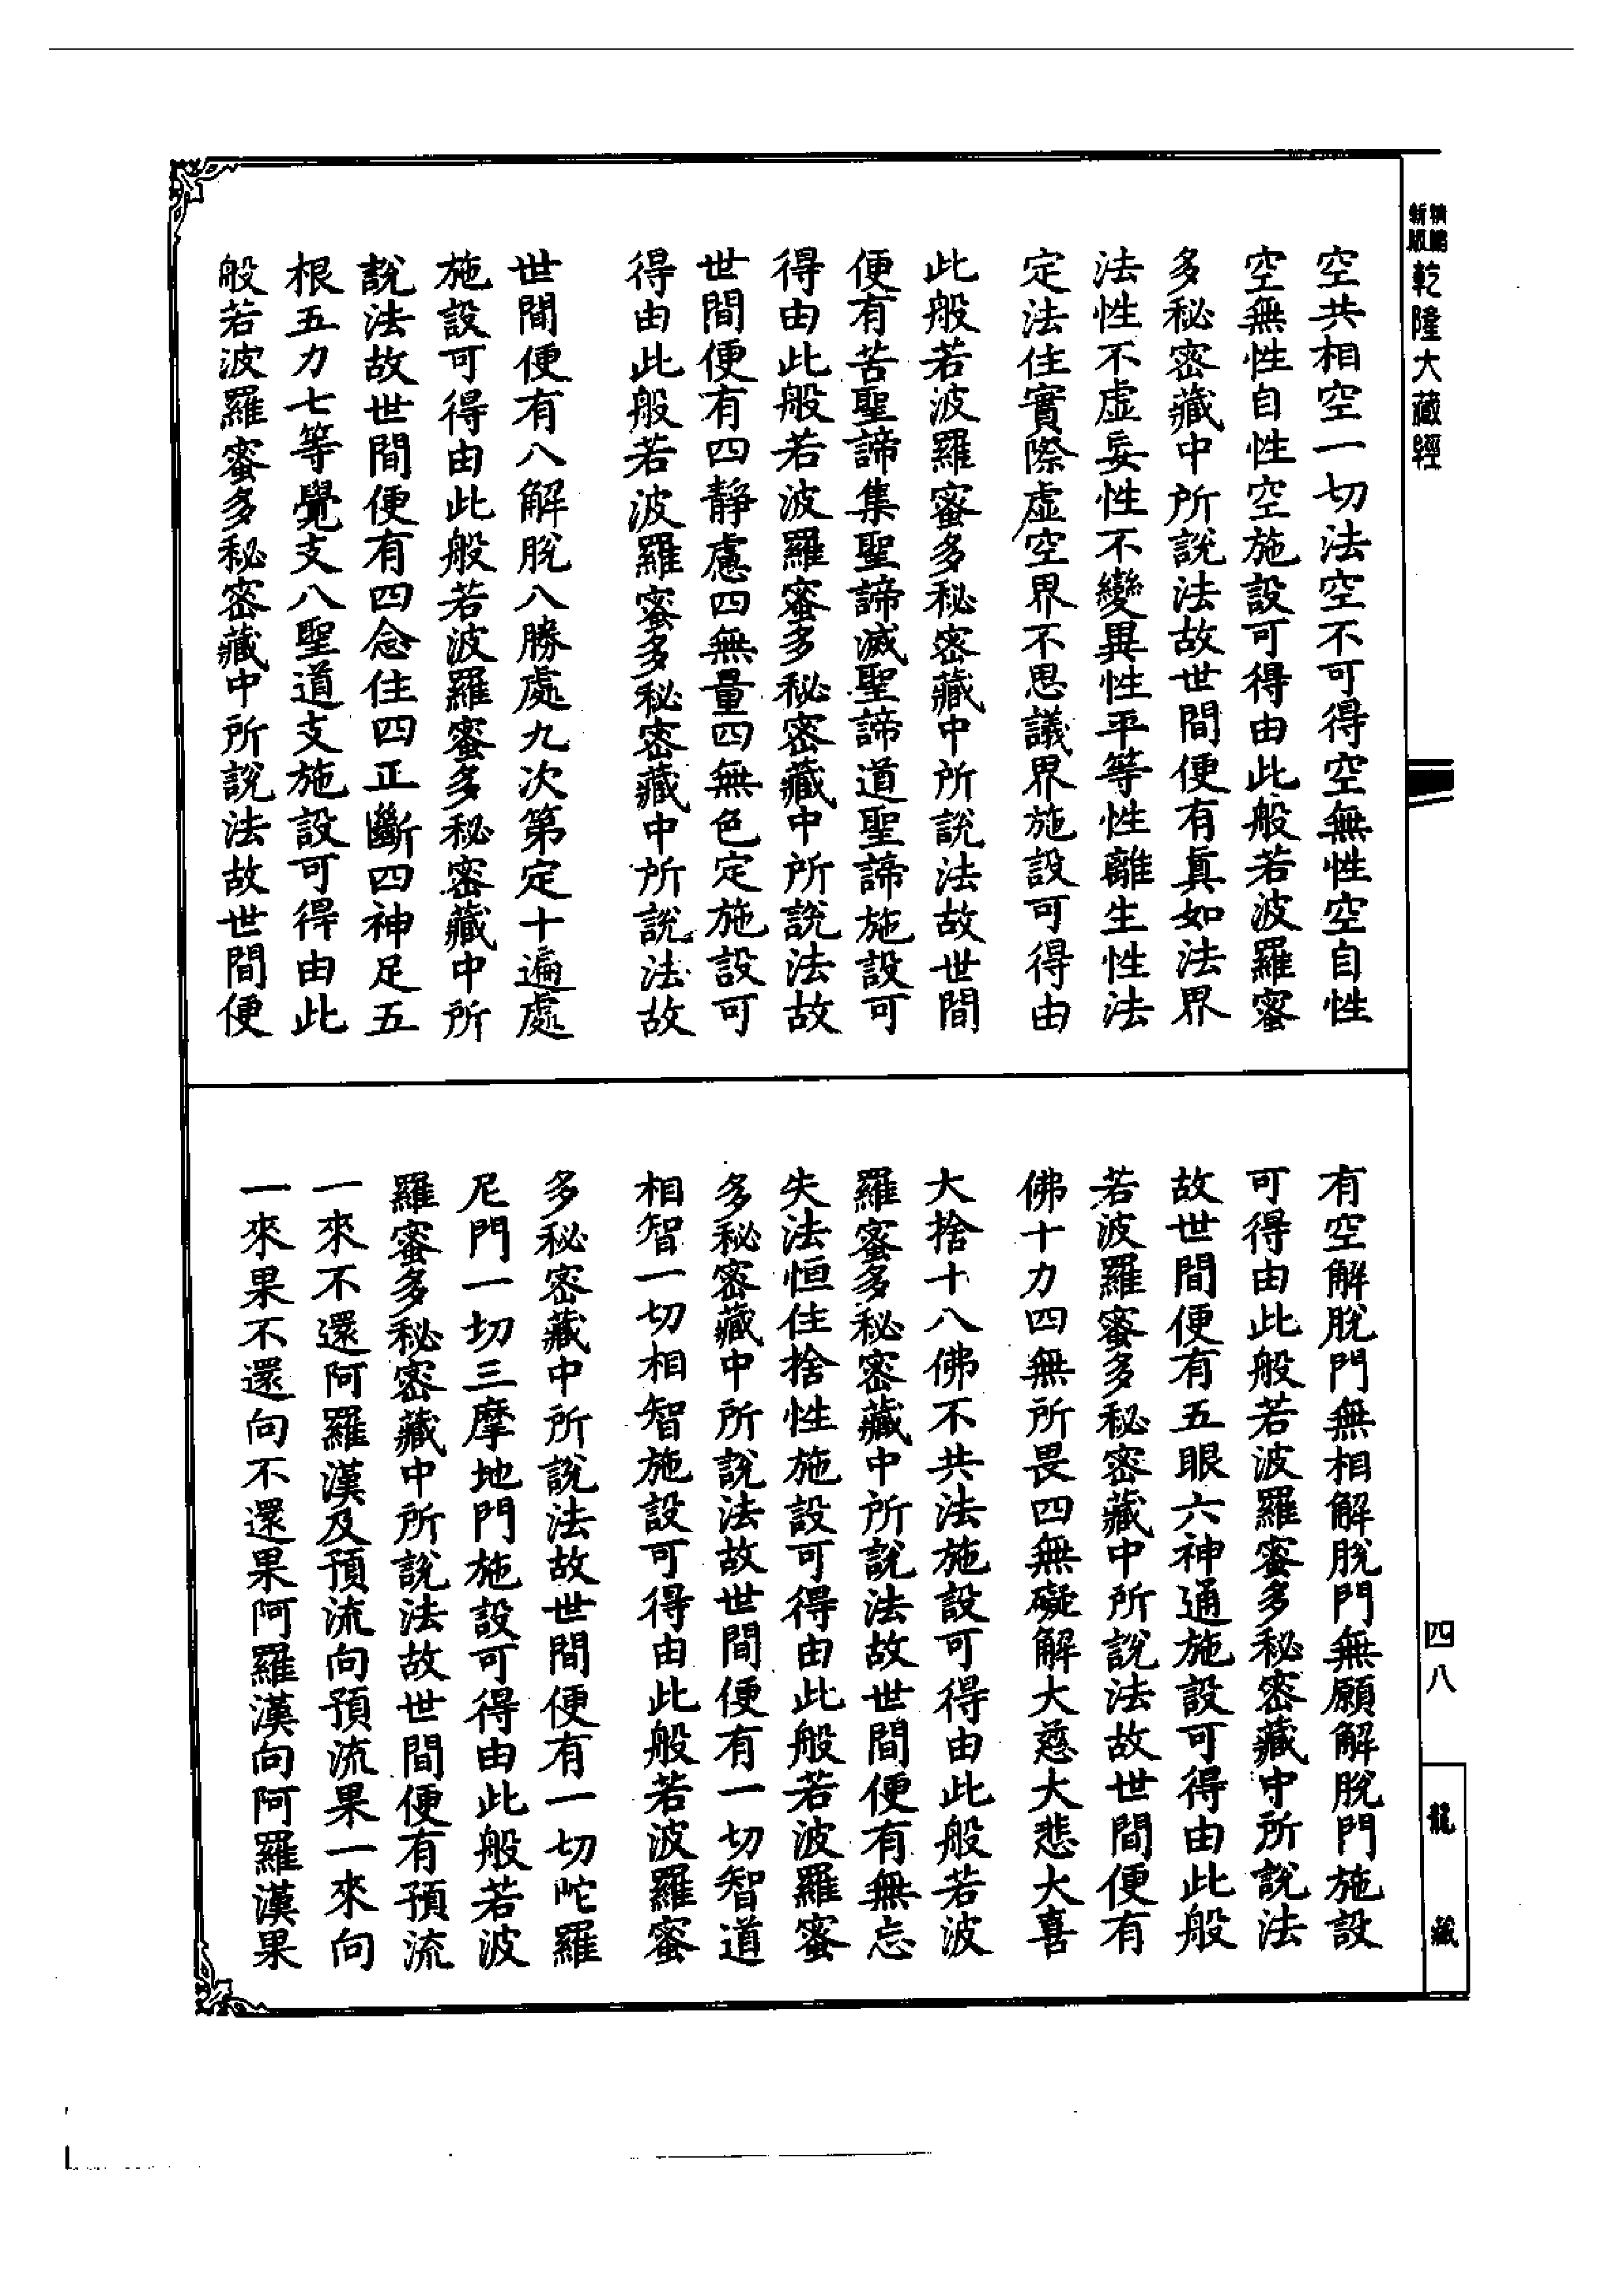 新版精縮乾隆大藏經
空共相空一切法空不可得空無性空自性
空無性自性空施設可得由此般若波羅蜜
多秘密藏中所說法故世間便有真如法界
法性不虛妄性不變異性平等性離生性法
定法住實際虛空界不思議界施設可得由
此般若波羅蜜多秘密藏中所說法故世間
便有苦聖諦集聖諦滅聖諦道聖諦施設可
得由此般若波羅蜜多秘密藏中所說法故
世間便有四靜慮四無量四無色定施設可
得由此般若波羅蜜多秘密藏中所說法故
世間便有八解脫八勝處九次第定十遍處
施設可得由此般若波羅蜜多秘密藏中所
說法故世間便有四念住四正斷四神足五
根五力七等覺支八聖道支施設可得由此
般若波羅蜜多秘密藏中所說法故世間便
有空解脫門無相解脫門無願解脫門施設
可得由此般若波羅蜜多秘密藏中所說法
故世間便有五眼六神通施設可得由此般
若波羅蜜多秘密藏中所說法故世間便有
佛十力四無所畏四無礙解大慈大悲大喜
大捨十八佛不共法施設可得由此般若波
羅蜜多秘密藏中所說法故世間便有無忘
失法恒住捨性施設可得由此般若波羅蜜
多秘密藏中所說法故世間便有一切智道
相智一切相智施設可得由此般若波羅蜜
多秘密藏中所說法故世間便有一切陀羅
尼門一切三摩地門施設可得由此般若波
羅蜜多秘密藏中所說法故世間便有預流
一來不還阿羅漢及預流向預流果一來向
一來果不還向不還果阿羅漢向阿羅漢果
四八
龍藏